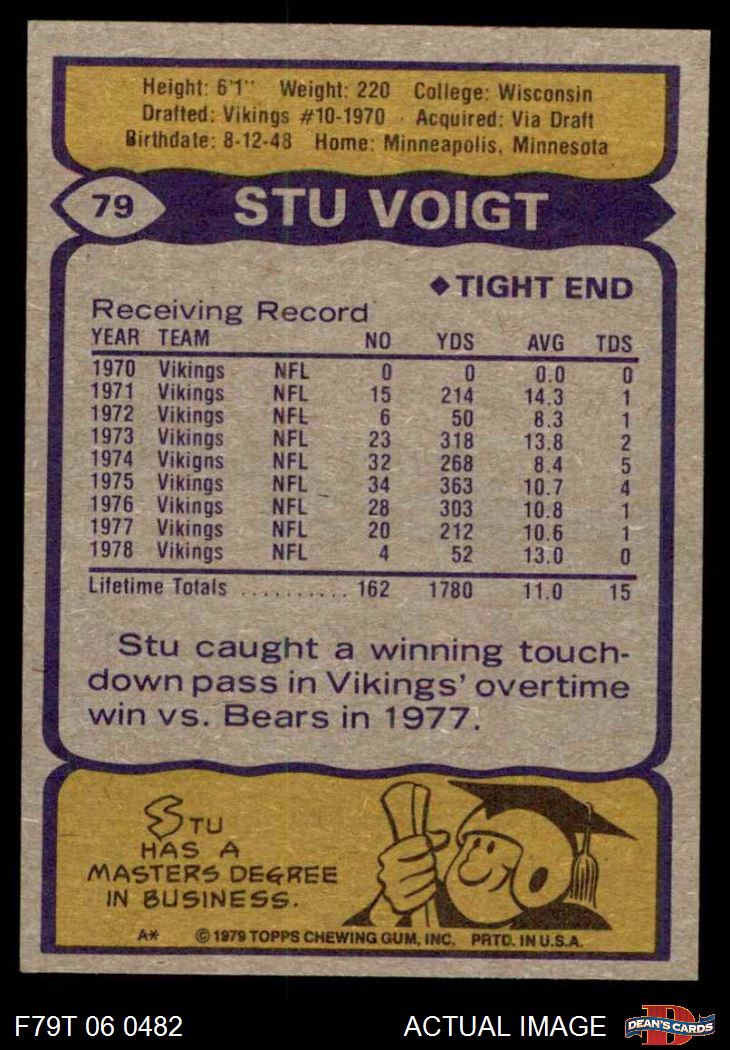 Height: 6'1" Weight: 220 College: Wisconsin
Drafted: Vikings #10-1970 · Acquired: Via Draft
Birthdate: 8-12-48 Home: Minneapolis, Minnesota
79 STU VOIGT
◆TIGHT END
Receiving Record
YEAR TEAM NO YDS AVG TDS
1970 Vikings NFL 0 0 0.0 0
1971 Vikings NFL 15 214 14.3 1
1972 Vikings NFL 6 50 8.3 1
1973 Vikings NFL 23 318 13.8 2
1974 Vikigns NFL 32 268 8.4 5
1975 Vikings NFL 34 363 10.7 4
1976 Vikings NFL 28 303 10.8 1
1977 Vikings NFL 20 212 10.6 1
1978 Vikings NFL 4 52 13.0 0
Lifetime Totals .......... 162 1780 11.0 15
Stu caught a winning touch-
down pass in Vikings' overtime
win vs. Bears in 1977.
STU
HAS A
MASTERS DEGREE
IN BUSINESS.
A* © 1979 TOPPS CHEWING GUM, INC. PRTD. IN U.S.A.
F79T 06 0482 ACTUAL IMAGE D DEAN'S CARDS